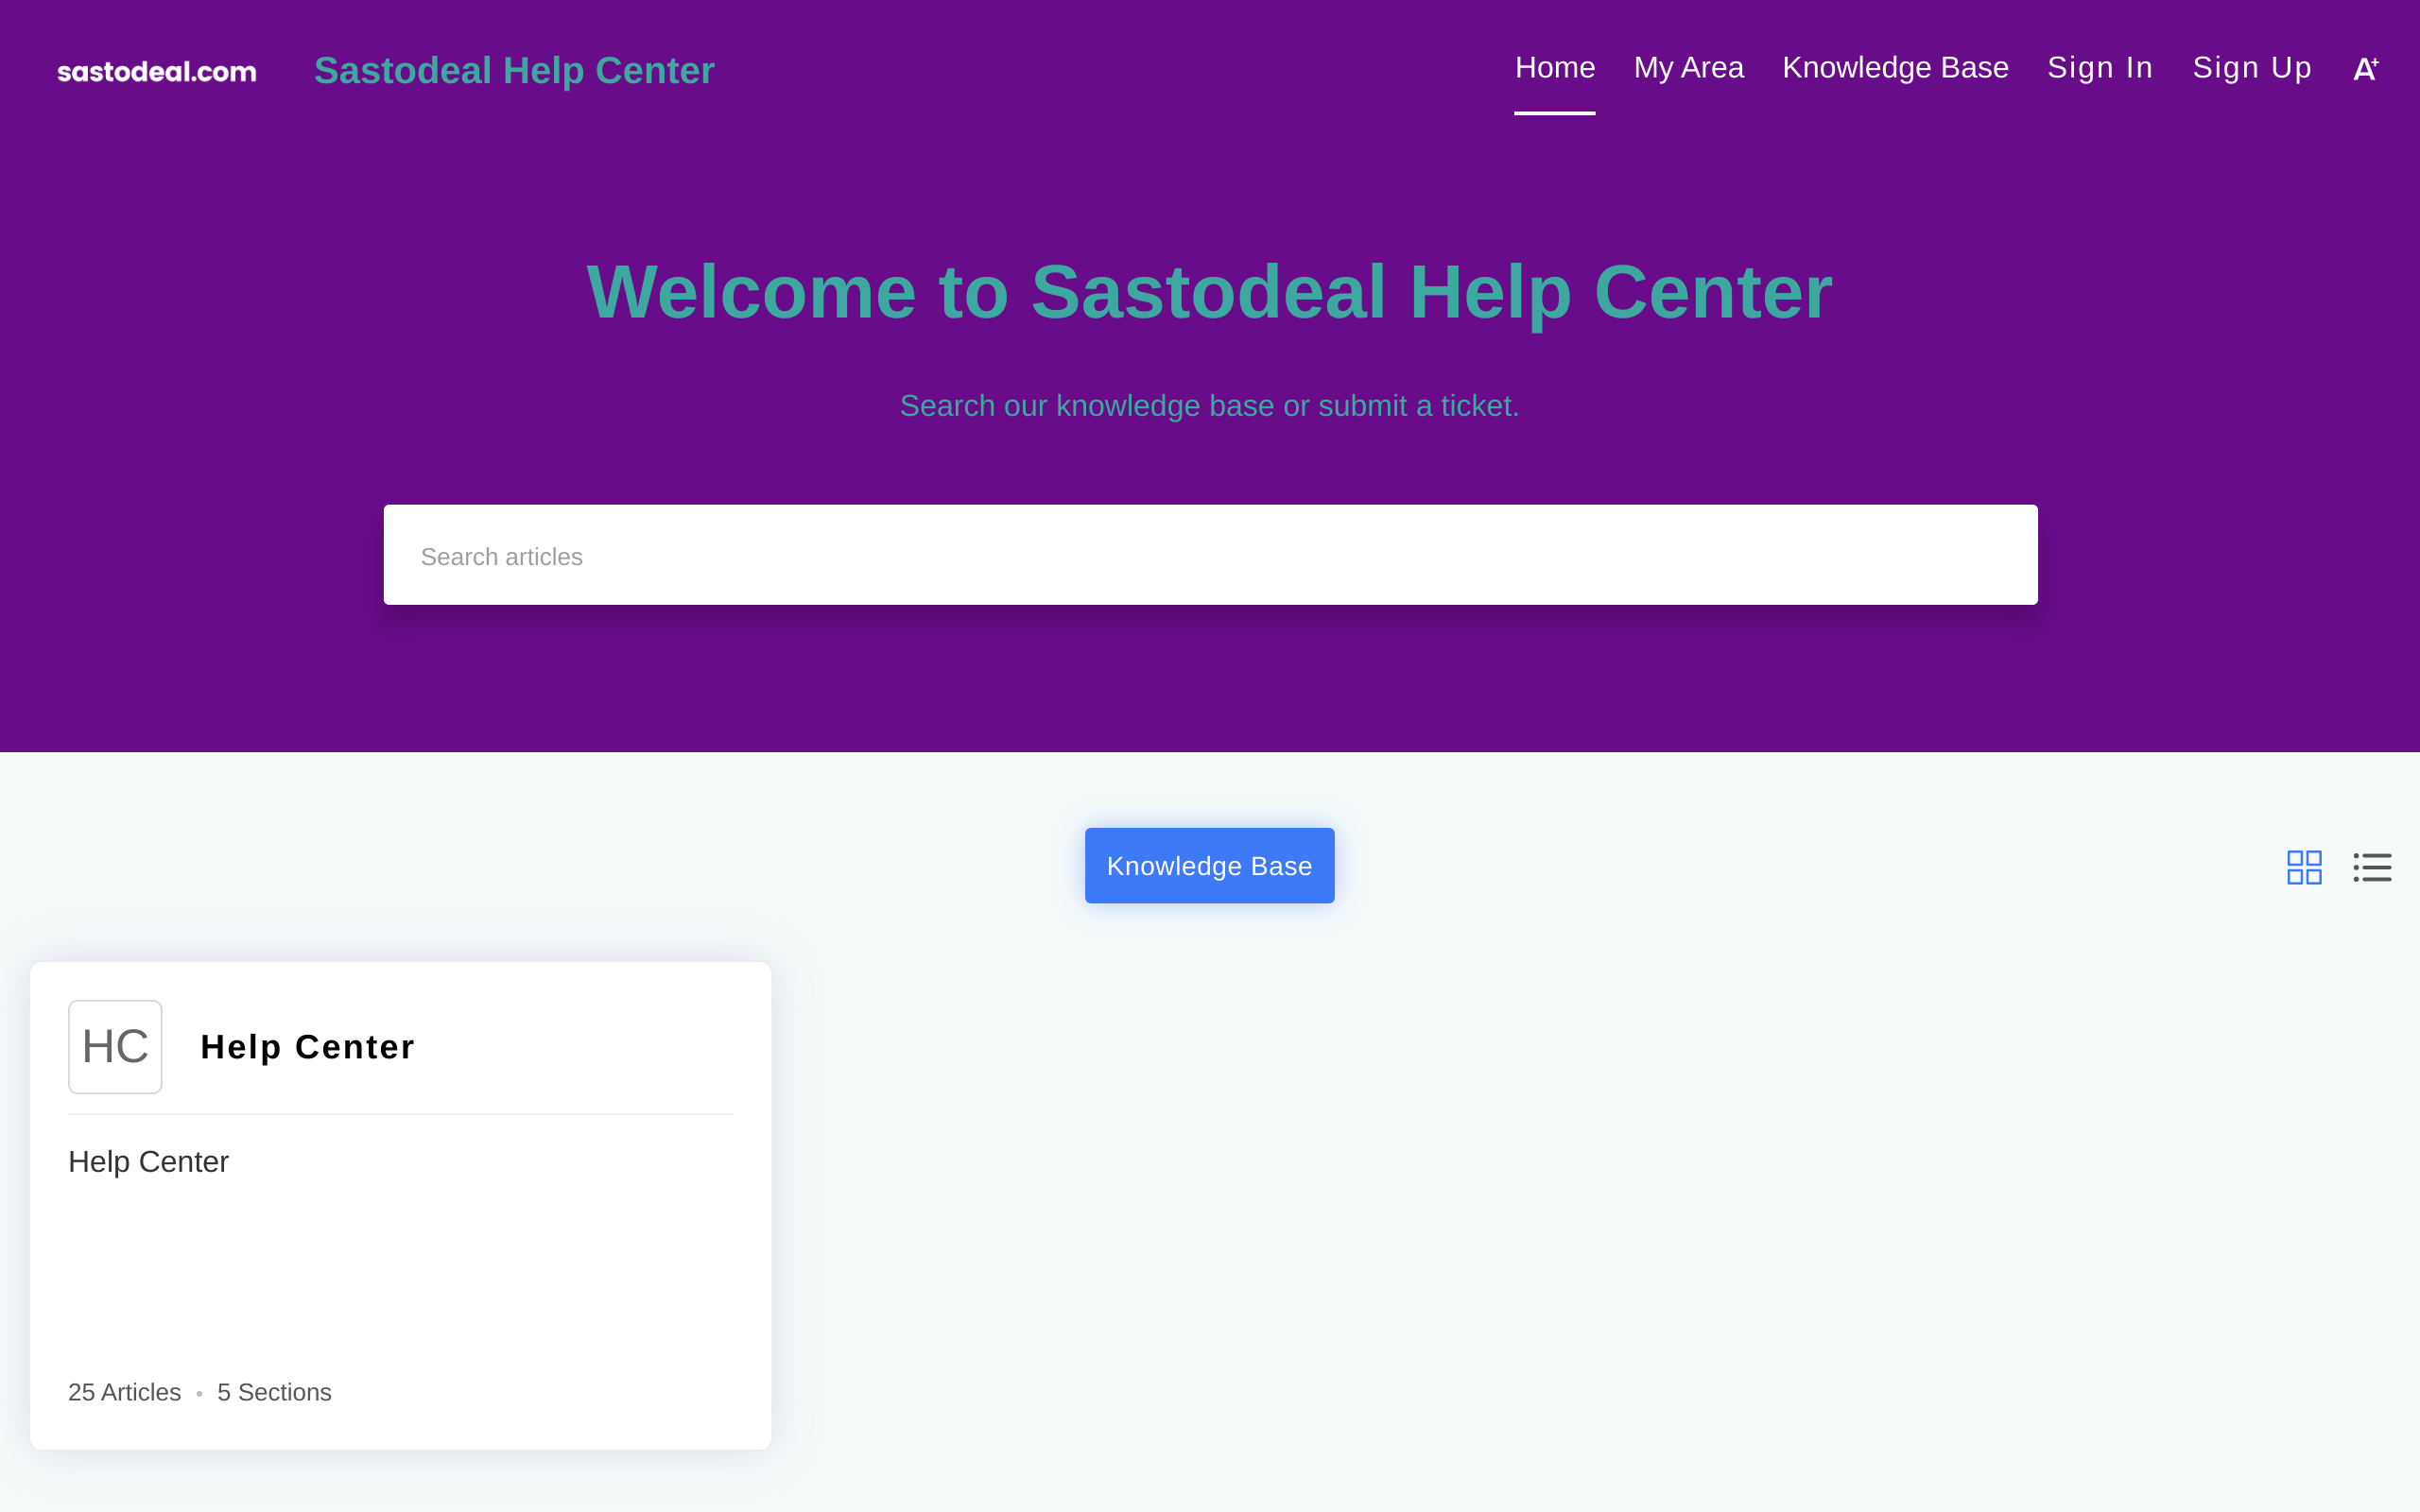 sastodeal.com
Sastodeal Help Center
Home
My Area
Knowledge Base
Sign In
Sign Up
A+
Welcome to Sastodeal Help Center
Search our knowledge base or submit a ticket.
Search articles
Knowledge Base
HC
Help Center
Help Center
25 Articles • 5 Sections